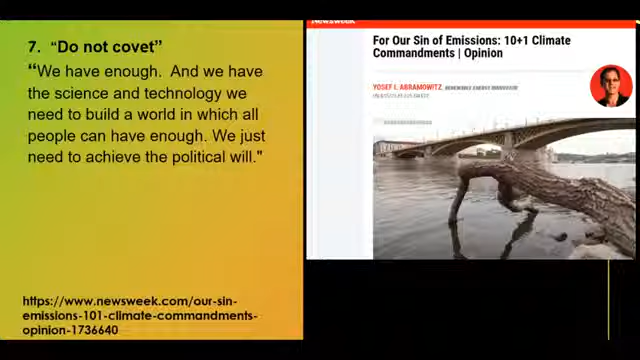 7. “Do not covet”
“We have enough. And we have
the science and technology we
need to build a world in which all
people can have enough. We just
need to achieve the political will."
https://www.newsweek.com/our-sin-
emissions-101-climate-commandments-
opinion-1736640
Newsweek
For Our Sin of Emissions: 10+1 Climate
Commandments | Opinion
YOSEF I. ABRAMOWITZ,